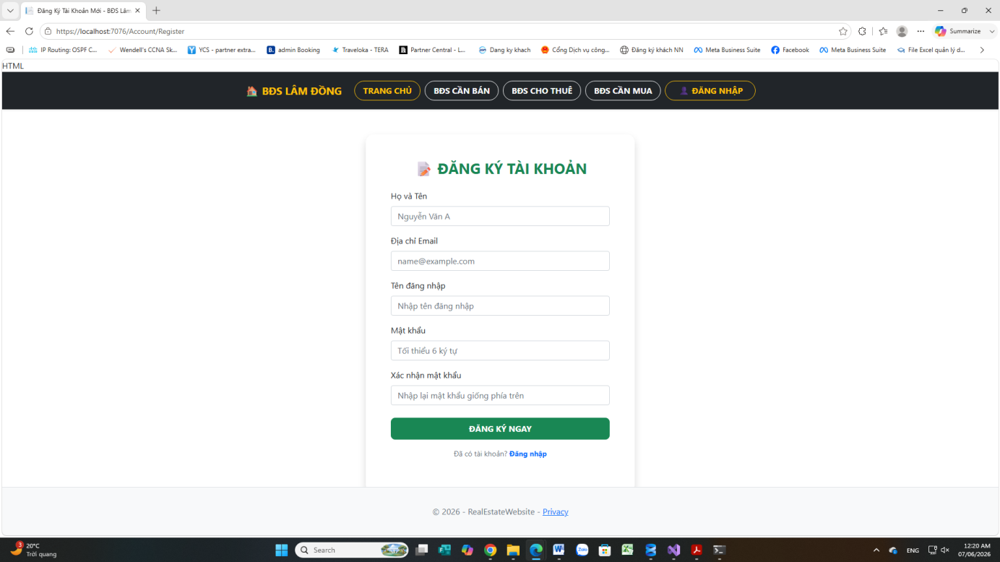 Đăng Ký Tài Khoản Mới - BĐS Lâm
https://localhost:7076/Account/Register
Summarize
IP Routing: OSPF C...
Wendell's CCNA Sk...
YCS - partner extra...
admin Booking
Traveloka - TERA
Partner Central - L...
Dang ky khach
Cổng Dịch vụ công...
Đăng ký khách NN
Meta Business Suite
Facebook
Meta Business Suite
File Excel quản lý d...
HTML
BĐS LÂM ĐỒNG
TRANG CHỦ
BĐS CẦN BÁN
BĐS CHO THUÊ
BĐS CẦN MUA
ĐĂNG NHẬP
ĐĂNG KÝ TÀI KHOẢN
Họ và Tên
Nguyễn Văn A
Địa chỉ Email
name@example.com
Tên đăng nhập
Nhập tên đăng nhập
Mật khẩu
Tối thiểu 6 ký tự
Xác nhận mật khẩu
Nhập lại mật khẩu giống phía trên
ĐĂNG KÝ NGAY
Đã có tài khoản? Đăng nhập
© 2026 - RealEstateWebsite - Privacy
3
20°C
Trời quang
Search
Zalo
ENG
12:20 AM
07/06/2026